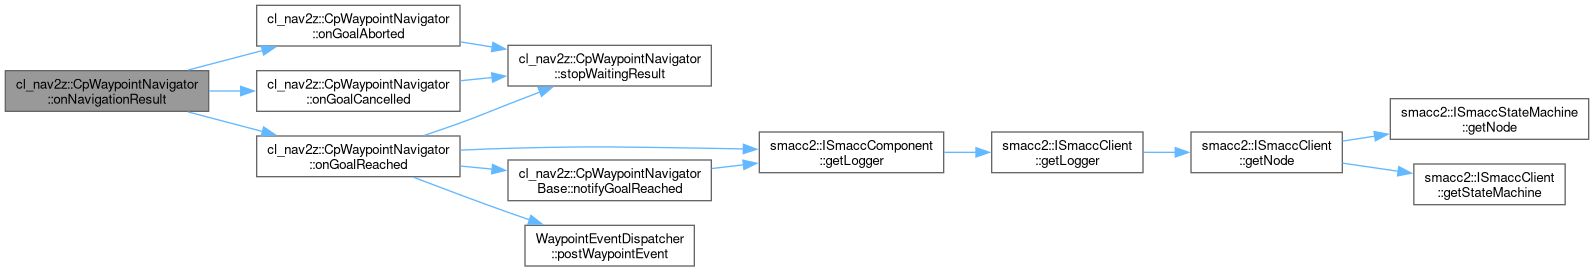 cl_nav2z::CpWaypointNavigator
::onNavigationResult
cl_nav2z::CpWaypointNavigator
::onGoalAborted
cl_nav2z::CpWaypointNavigator
::onGoalCancelled
cl_nav2z::CpWaypointNavigator
::onGoalReached
cl_nav2z::CpWaypointNavigator
::stopWaitingResult
cl_nav2z::CpWaypointNavigator
Base::notifyGoalReached
WaypointEventDispatcher
::postWaypointEvent
smacc2::ISmaccComponent
::getLogger
smacc2::ISmaccClient
::getLogger
smacc2::ISmaccClient
::getNode
smacc2::ISmaccStateMachine
::getNode
smacc2::ISmaccClient
::getStateMachine